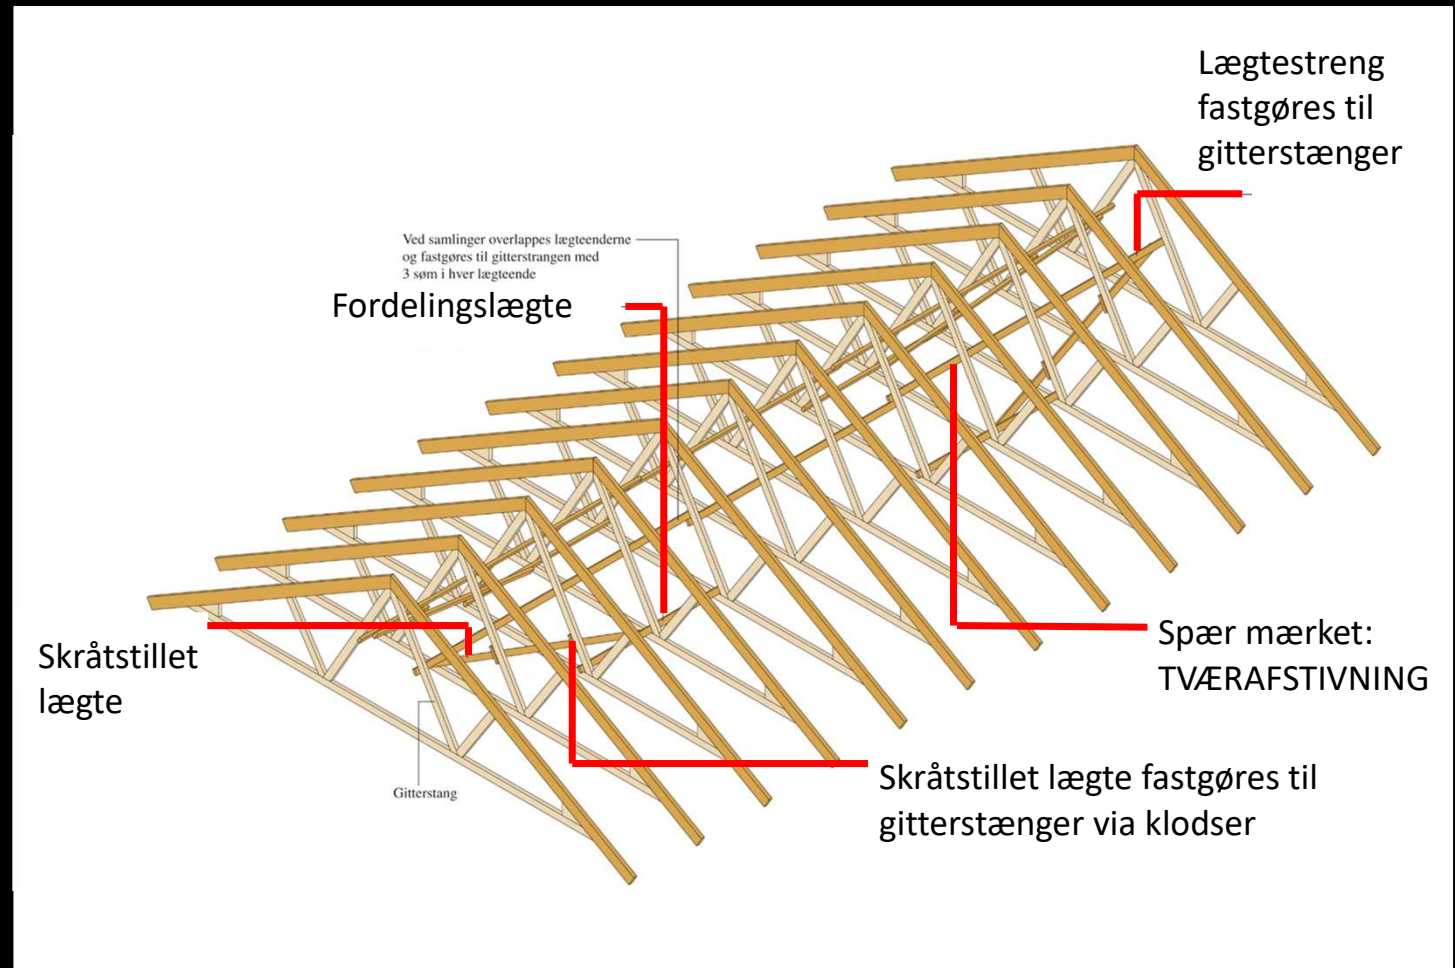 Lægtestreng
fastgøres til
gitterstænger
Ved samlinger overlappes lægteenderne
og fastgøres til gitterstrangen med
3 søm i hver lægteende
Fordelingslægte
Skråtstillet
lægte
Spær mærket:
TVÆRAFSTIVNING
Gitterstang
Skråtstillet lægte fastgøres til
gitterstænger via klodser